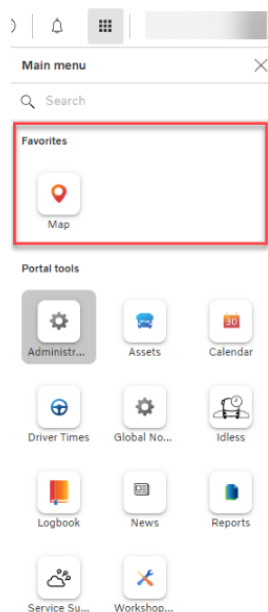 Main menu
Search
Favorites
Map
Portal tools
Administr...
Assets
30
Calendar
Driver Times
Global No...
Idless
Logbook
News
Reports
Service Su...
Workshop...